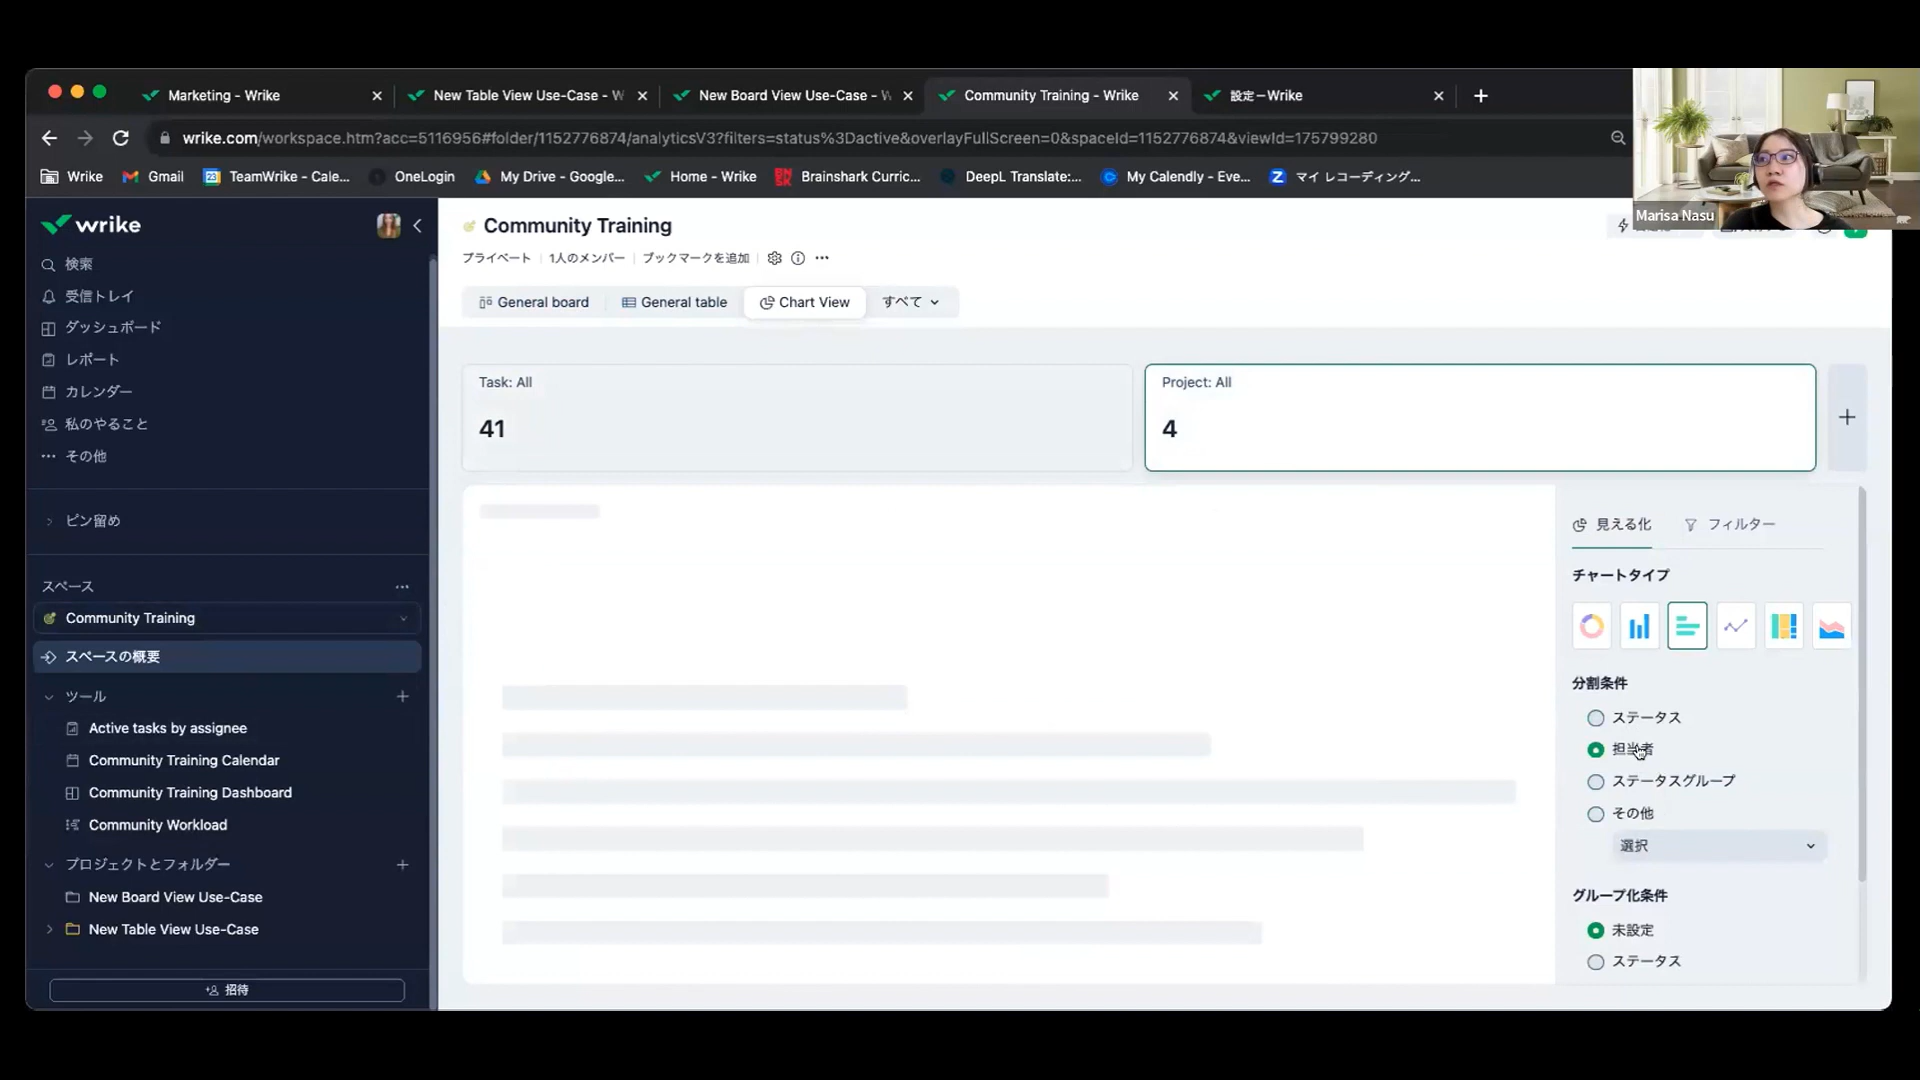 Marketing - Wrike
New Table View Use-Case - W
New Board View Use-Case - W
Community Training - Wrike
設定 – Wrike
wrike.com/workspace.htm?acc=5116956#folder/1152776874/analyticsV3?filters=status%3Dactive&overlayFullScreen=0&spaceId=1152776874&viewId=175799280
Wrike
Gmail
TeamWrike - Cale...
OneLogin
My Drive - Google...
Home - Wrike
Brainshark Curric...
DeepL Translate:...
My Calendly - Eve...
マイ レコーディング...
Marisa Nasu
wrike
検索
受信トレイ
ダッシュボード
レポート
カレンダー
私のやること
その他
ピン留め
スペース
Community Training
スペースの概要
ツール
Active tasks by assignee
Community Training Calendar
Community Training Dashboard
Community Workload
プロジェクトとフォルダー
New Board View Use-Case
New Table View Use-Case
招待
Community Training
プライベート
1人のメンバー
ブックマークを追加
General board
General table
Chart View
すべて
Task: All
41
Project: All
4
見える化
フィルター
チャートタイプ
分割条件
ステータス
担当者
ステータスグループ
その他
選択
グループ化条件
未設定
ステータス